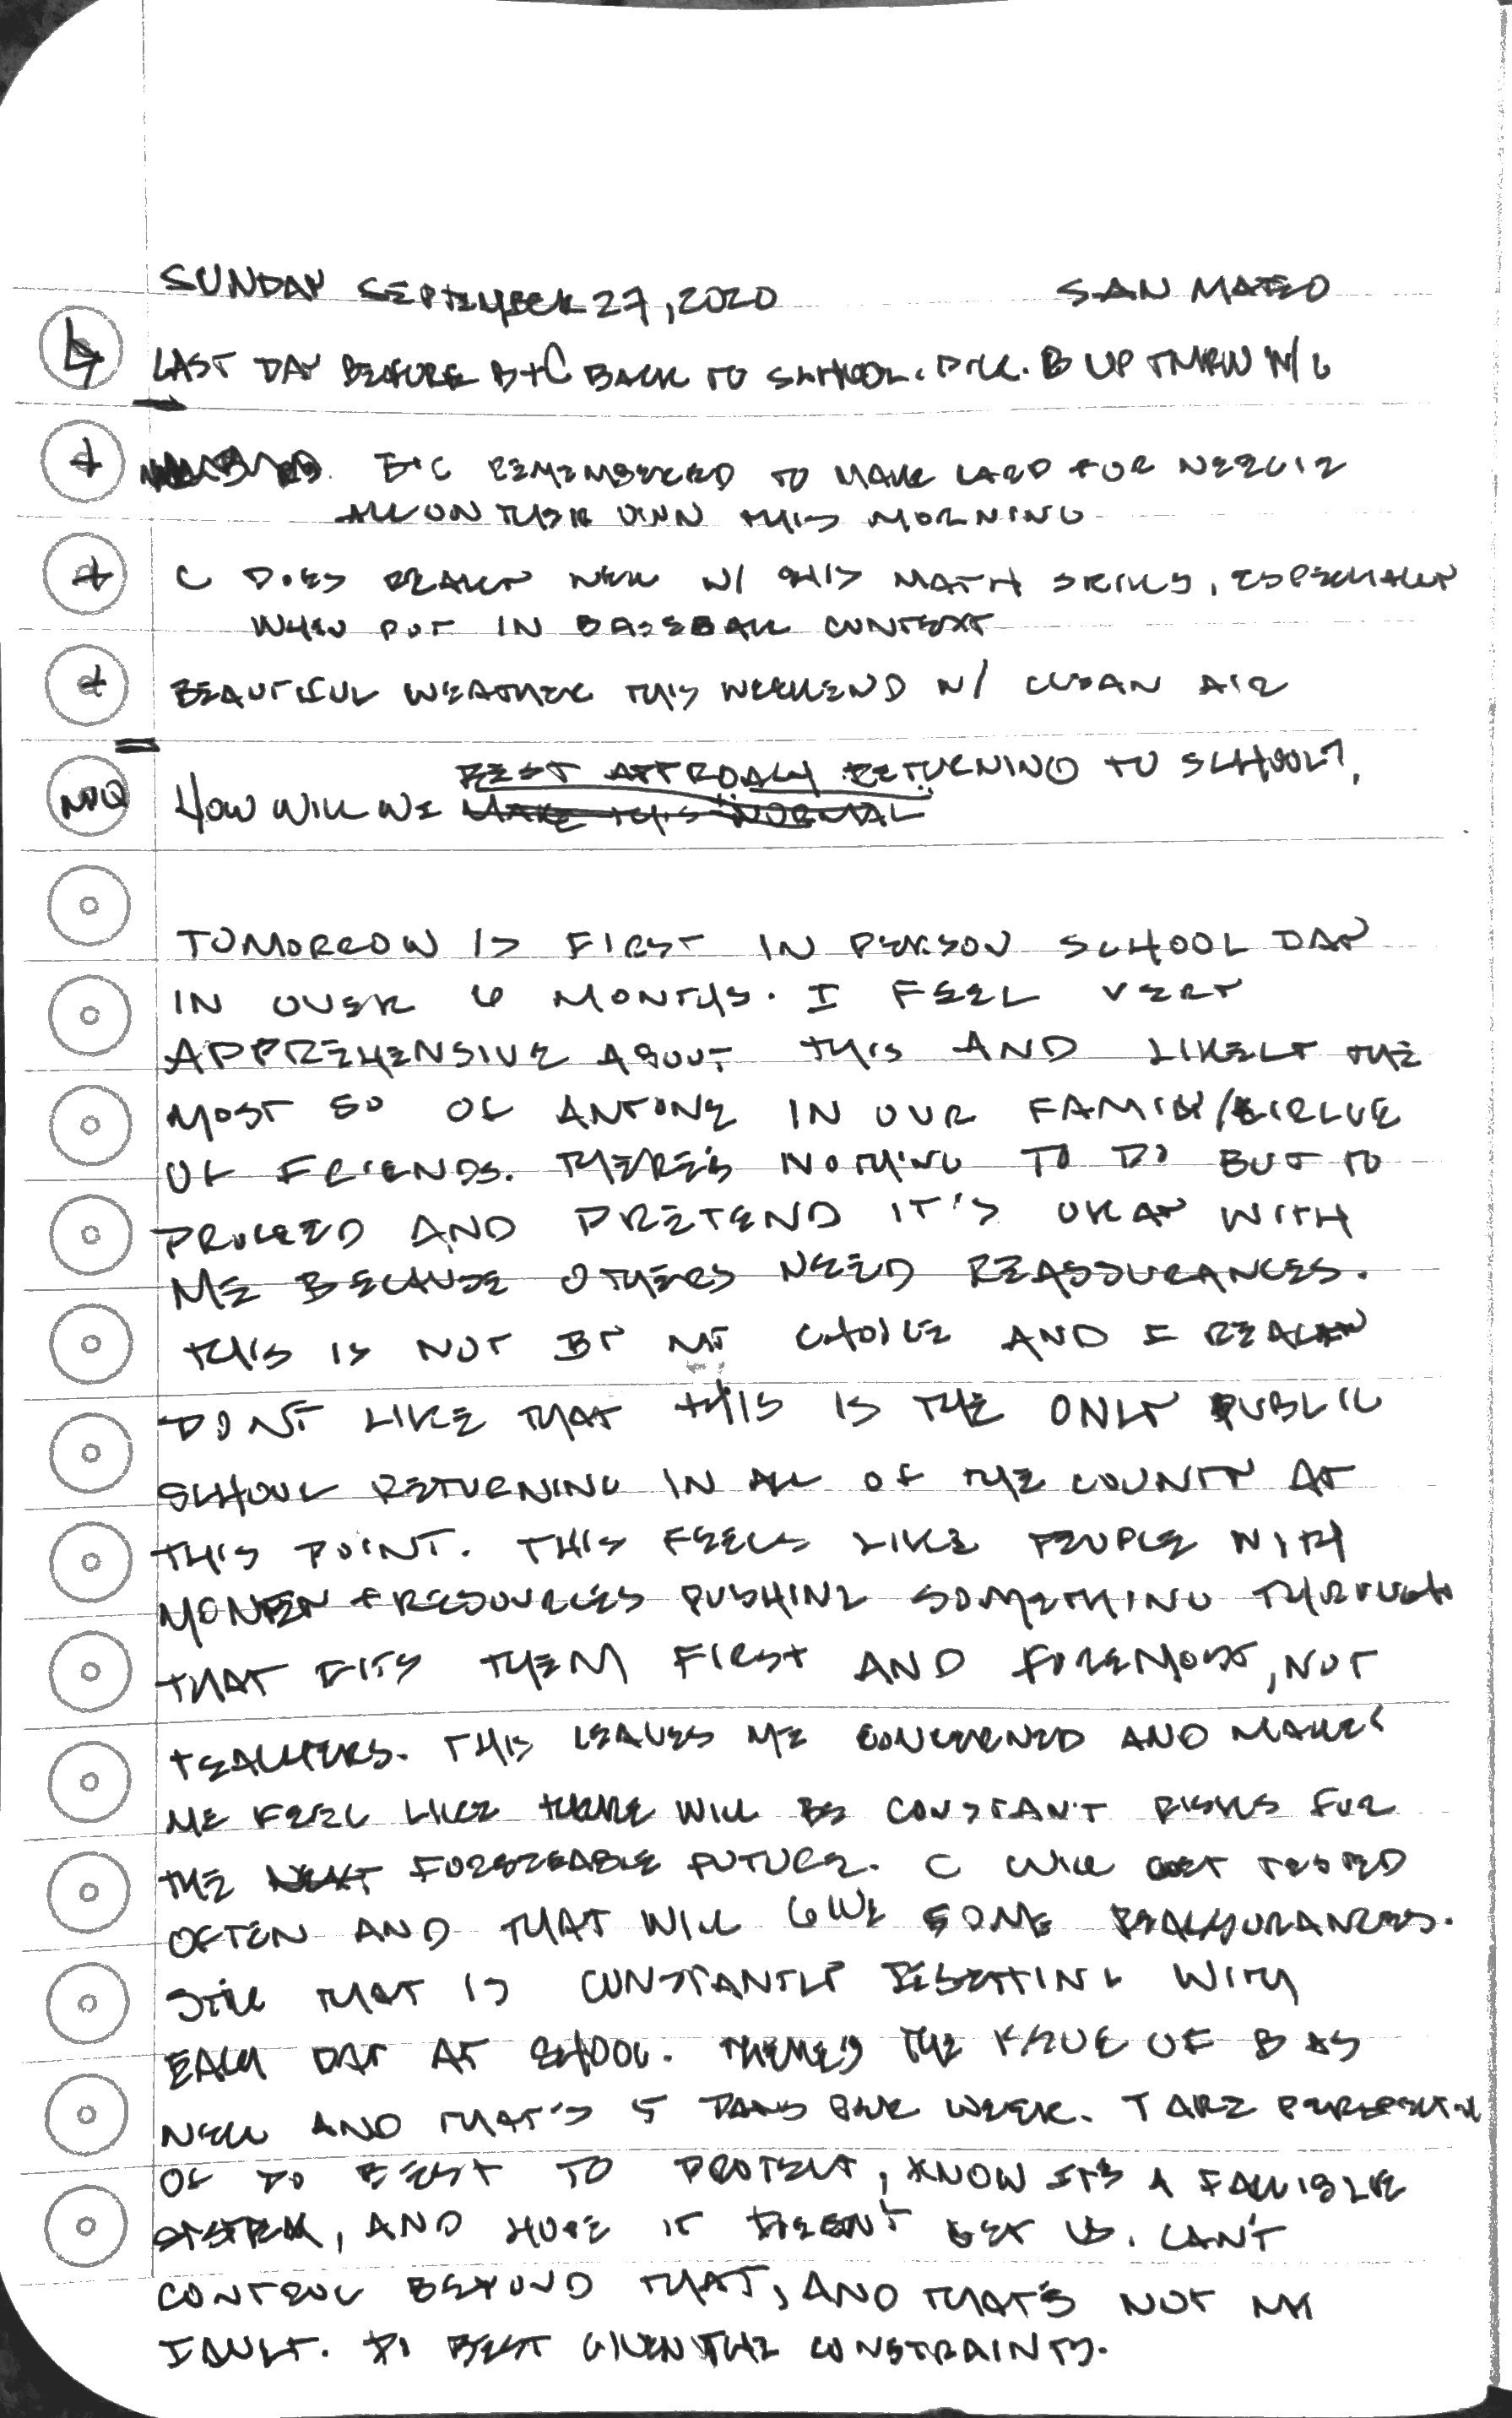 SUNDAY SEPTEMBER 27, 2020 SAN MATEO
LAST DAY BEFORE B+C BACK TO SCHOOL. PICK B UP TMRW W/
+ B+C REMEMBERED TO MAKE CARD FOR
ALL ON THEIR OWN THIS MORNING
+ C DOES REALLY WELL W/ HIS MATH SKILLS, ESPECIALLY
WHEN PUT IN BASEBALL CONTEXT
+ BEAUTIFUL WEATHER THIS WEEKEND W/ CLEAN AIR
BEST APPROACH RETURNING TO SCHOOL?
MDQ HOW WILL WE MAKE THIS "NORMAL"
TOMORROW IS FIRST IN PERSON SCHOOL DAY
IN OVER 6 MONTHS. I FEEL VERY
APPREHENSIVE ABOUT THIS AND LIKELY THE
MOST SO OF ANYONE IN OUR FAMILY/CIRCLE
OF FRIENDS. THERE'S NOTHING TO DO BUT TO
PROCEED AND PRETEND IT'S OKAY WITH
ME BECAUSE OTHERS NEED REASSURANCES.
THIS IS NOT BY MY CHOICE AND I REALLY
DON'T LIKE THAT THIS IS THE ONLY PUBLIC
SCHOOL RETURNING IN ALL OF THE COUNTY AT
THIS POINT. THIS FEELS LIKE PEOPLE WITH
MONEY + RESOURCES PUSHING SOMETHING THROUGH
THAT FITS THEM FIRST AND FOREMOST, NOT
TEACHERS. THIS LEAVES ME CONCERNED AND MAKES
ME FEEL LIKE THERE WILL BE CONSTANT RISKS FOR
THE NEXT FORESEEABLE FUTURE. C WILL GET TESTED
OFTEN AND THAT WILL GIVE SOME REASSURANCES.
STILL THAT IS CONSTANTLY RESETTING WITH
EACH DAY AT SCHOOL. THERE'S THE ISSUE OF B AS
WELL AND THAT'S 5 DAYS PER WEEK. TAKE PERSPECTIVE
OF DO BEST TO PROTECT, KNOW IT'S A FALLIBLE
SYSTEM, AND HOPE IT DOESN'T GET US. CAN'T
CONTROL BEYOND THAT, AND THAT'S NOT MY
FAULT. DO BEST GIVEN THE CONSTRAINTS.